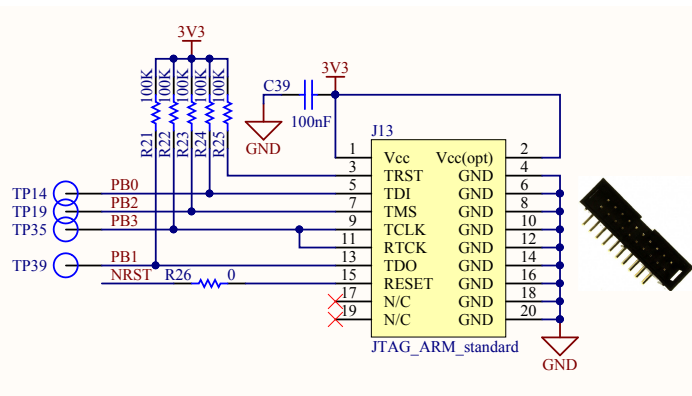 3V3
R21 100K
R22 100K
R23 100K
R24 100K
R25 100K
C39
100nF
GND
3V3
J13
1 Vcc Vcc(opt) 2
3 TRST GND 4
TP14 PB0 5 TDI GND 6
TP19 PB2 7 TMS GND 8
TP35 PB3 9 TCLK GND 10
11 RTCK GND 12
TP39 PB1 13 TDO GND 14
NRST R26 0 15 RESET GND 16
17 N/C GND 18
19 N/C GND 20
JTAG_ARM_standard
GND